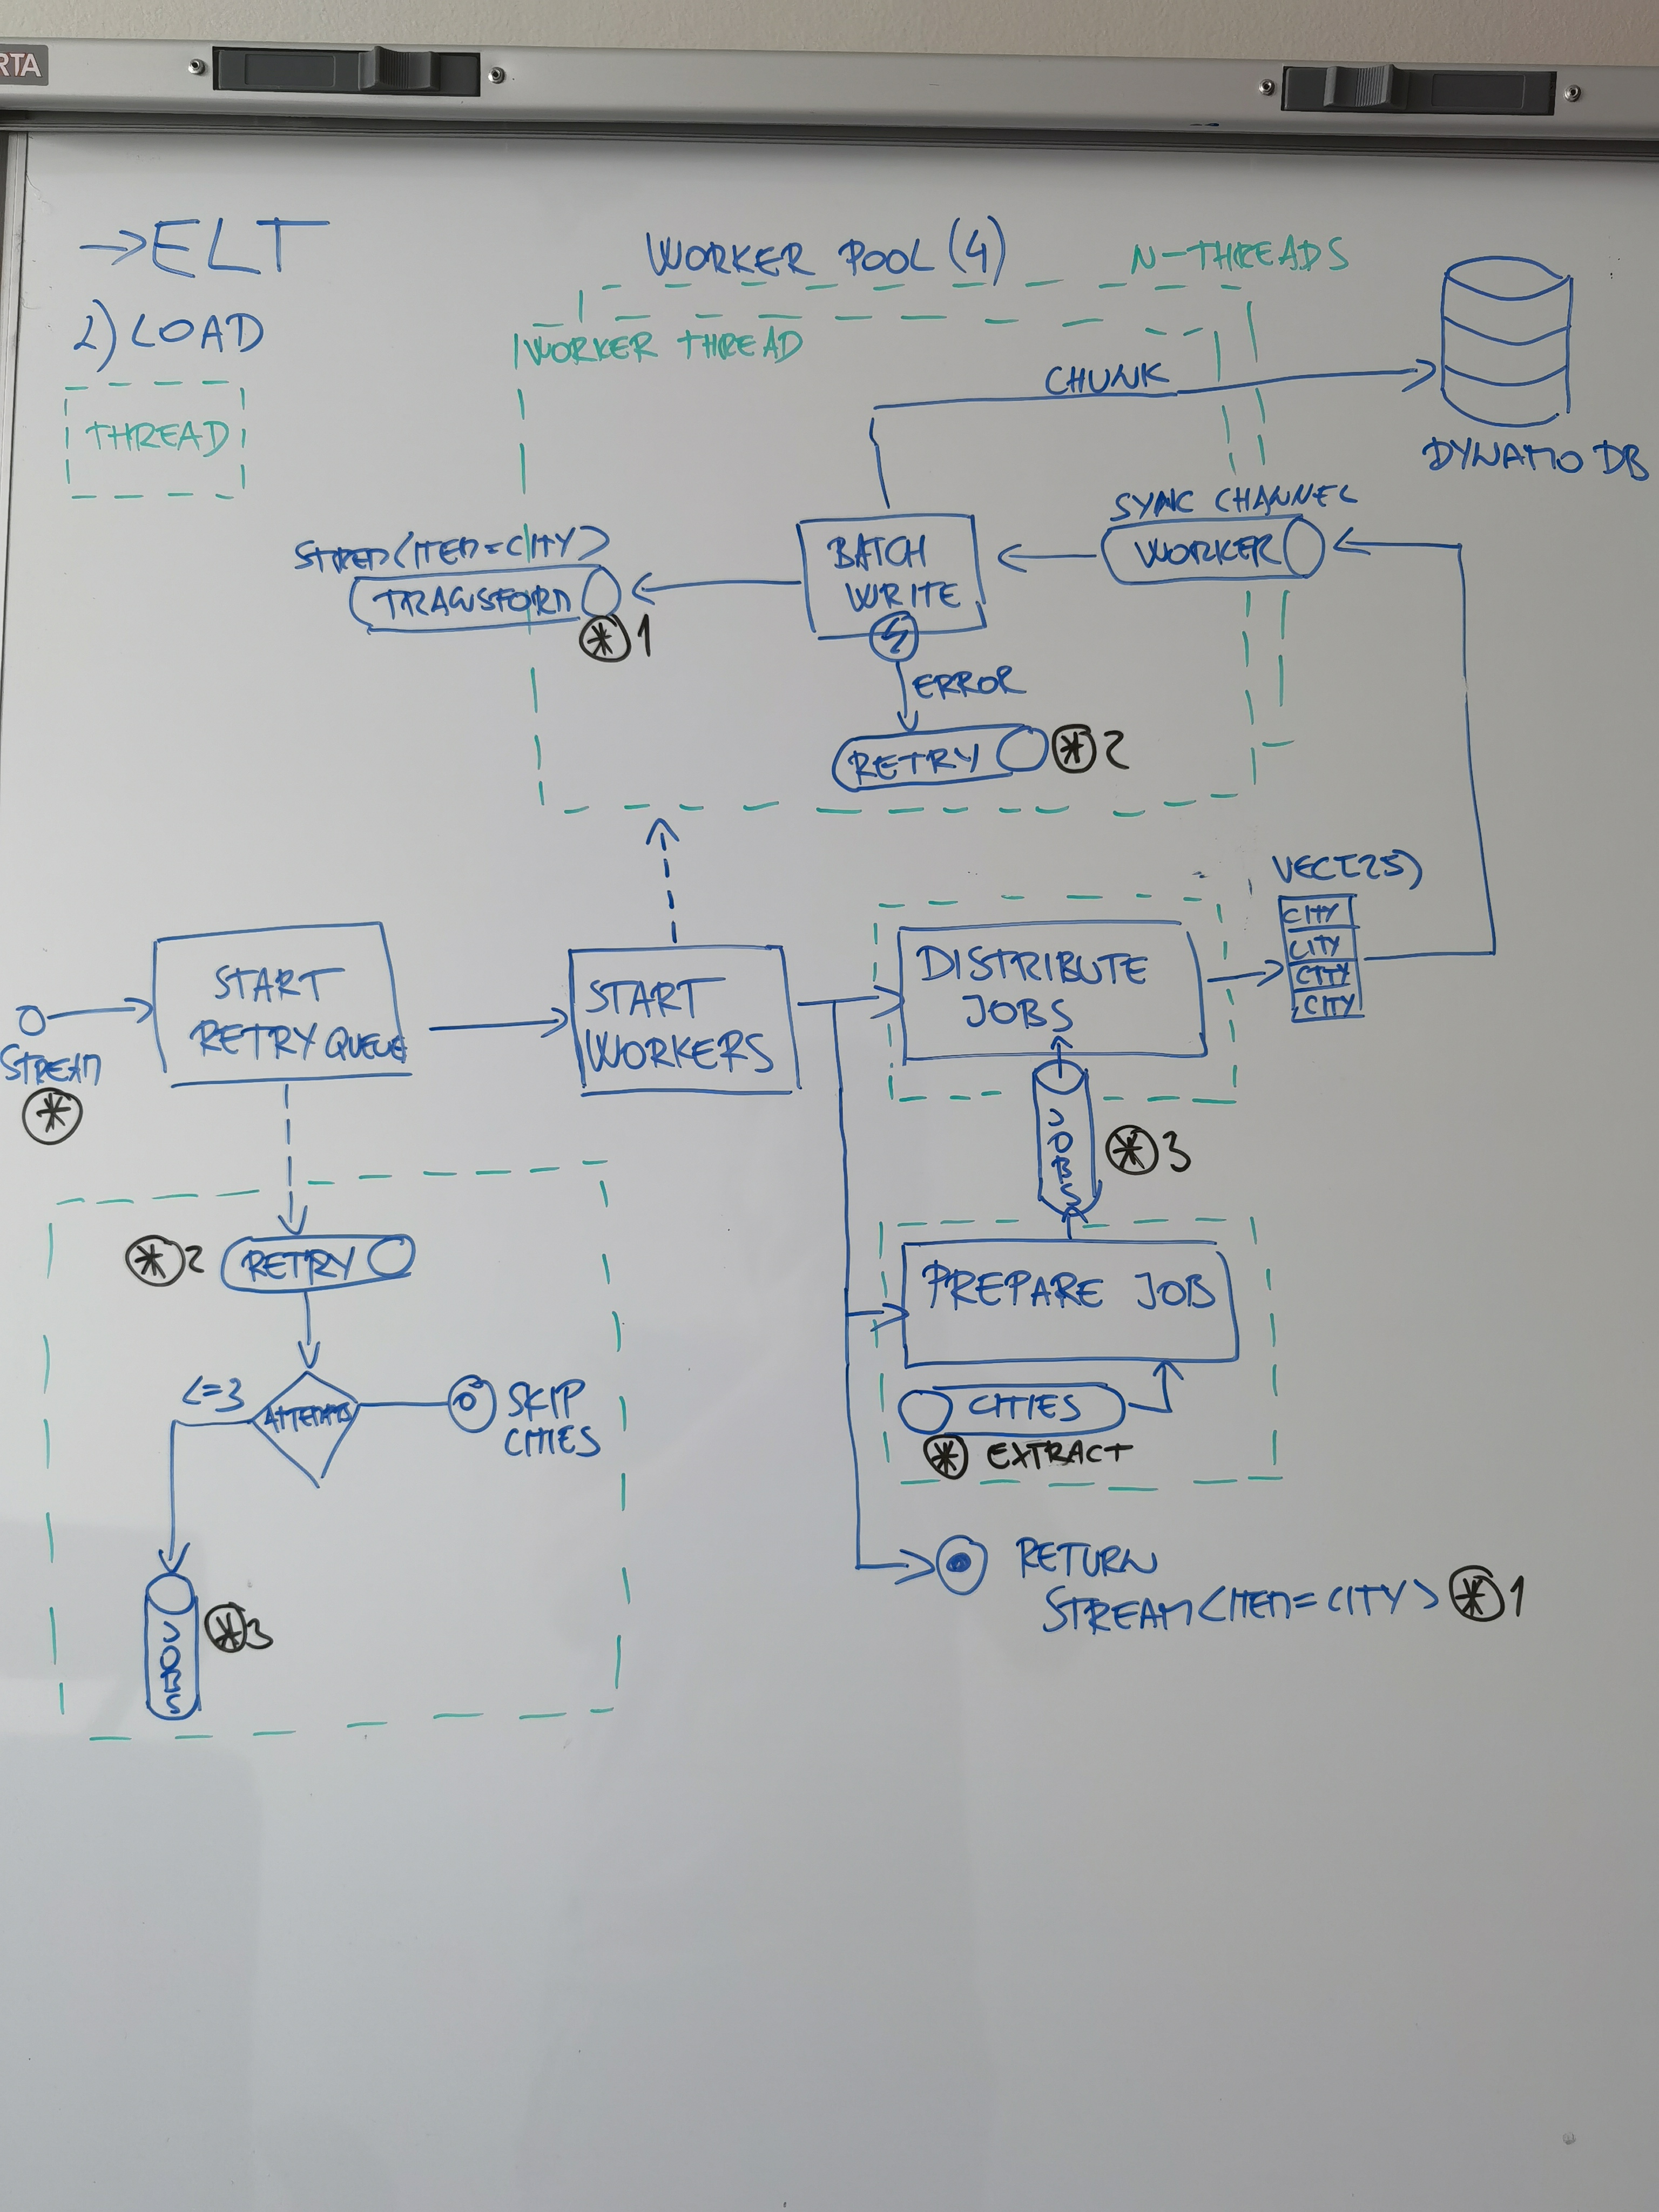 RTA
→ELT
2) LOAD
THREAD
WORKER POOL (4)
N-THREADS
WORKER THREAD
CHUNK
DYNAMO DB
SYNC CHANNEL
WORKER
BATCH
WRITE
STREAM<ITEM=CITY>
TRANSFORM
* 1
ERROR
RETRY
* 2
VEC[25)
CITY
CITY
CITY
CITY
START
RETRY QUEUE
START
WORKERS
DISTRIBUTE
JOBS
STREAM
*
JOBS
* 3
* 2
RETRY
PREPARE JOB
<=3
ATTEMPTS
SKIP
CITIES
CITIES
* EXTRACT
JOBS
* 3
RETURN
STREAM<ITEM=CITY> * 1